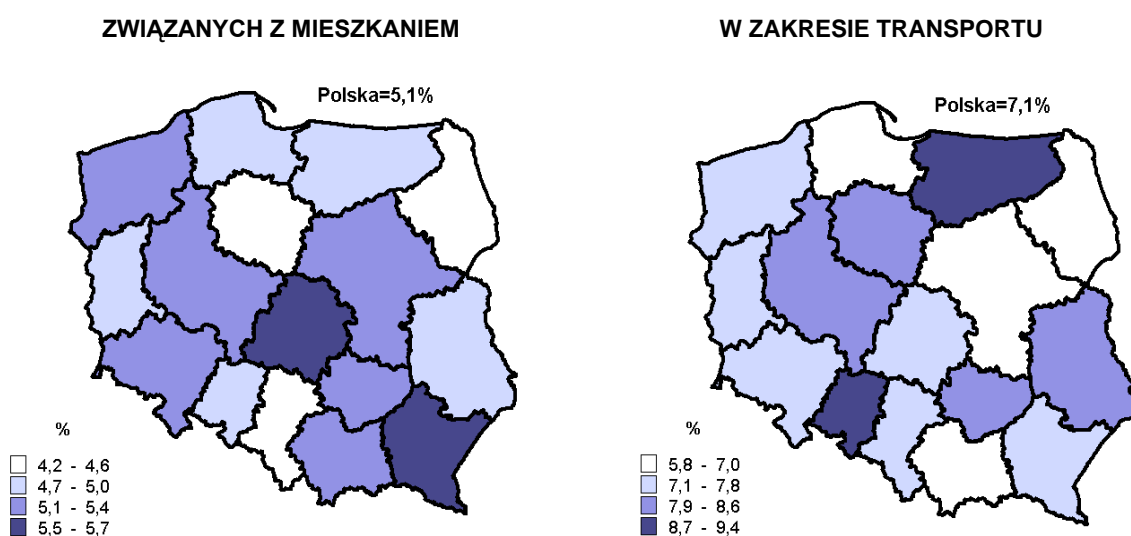 ZWIĄZANYCH Z MIESZKANIEM
Polska=5,1%
%
4,2 - 4,6
4,7 - 5,0
5,1 - 5,4
5,5 - 5,7
W ZAKRESIE TRANSPORTU
Polska=7,1%
%
5,8 - 7,0
7,1 - 7,8
7,9 - 8,6
8,7 - 9,4